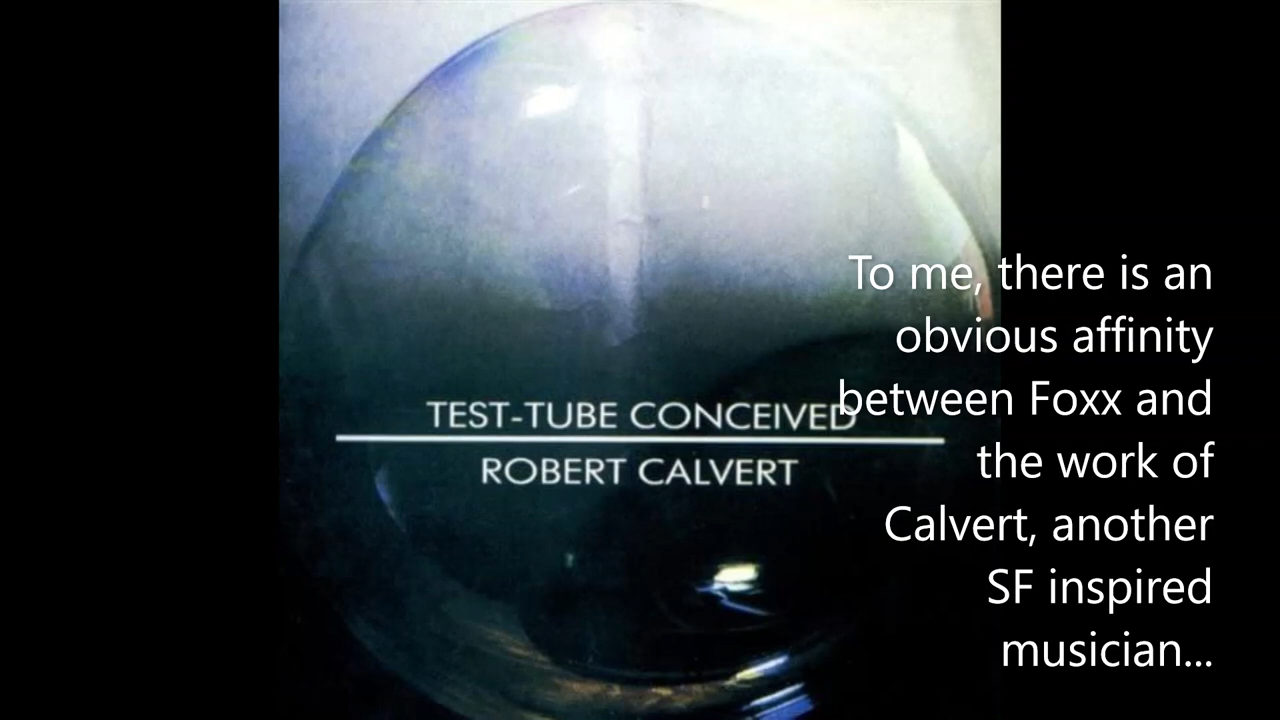 TEST-TUBE CONCEIVED
ROBERT CALVERT
To me, there is an
obvious affinity
between Foxx and
the work of
Calvert, another
SF inspired
musician...